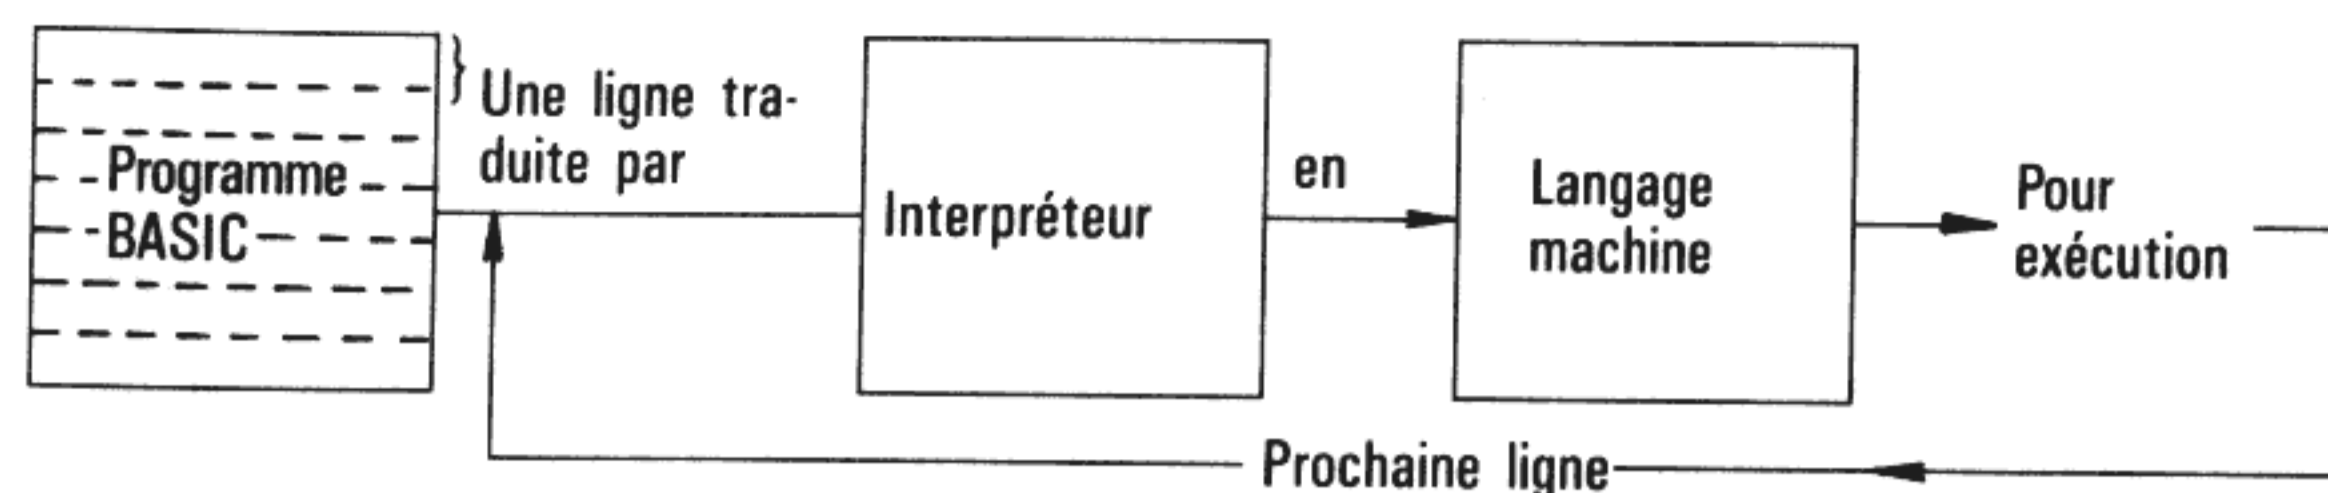 Programme
BASIC
Une ligne tra-
duite par
Interpréteur
en
Langage
machine
Pour
exécution
Prochaine ligne